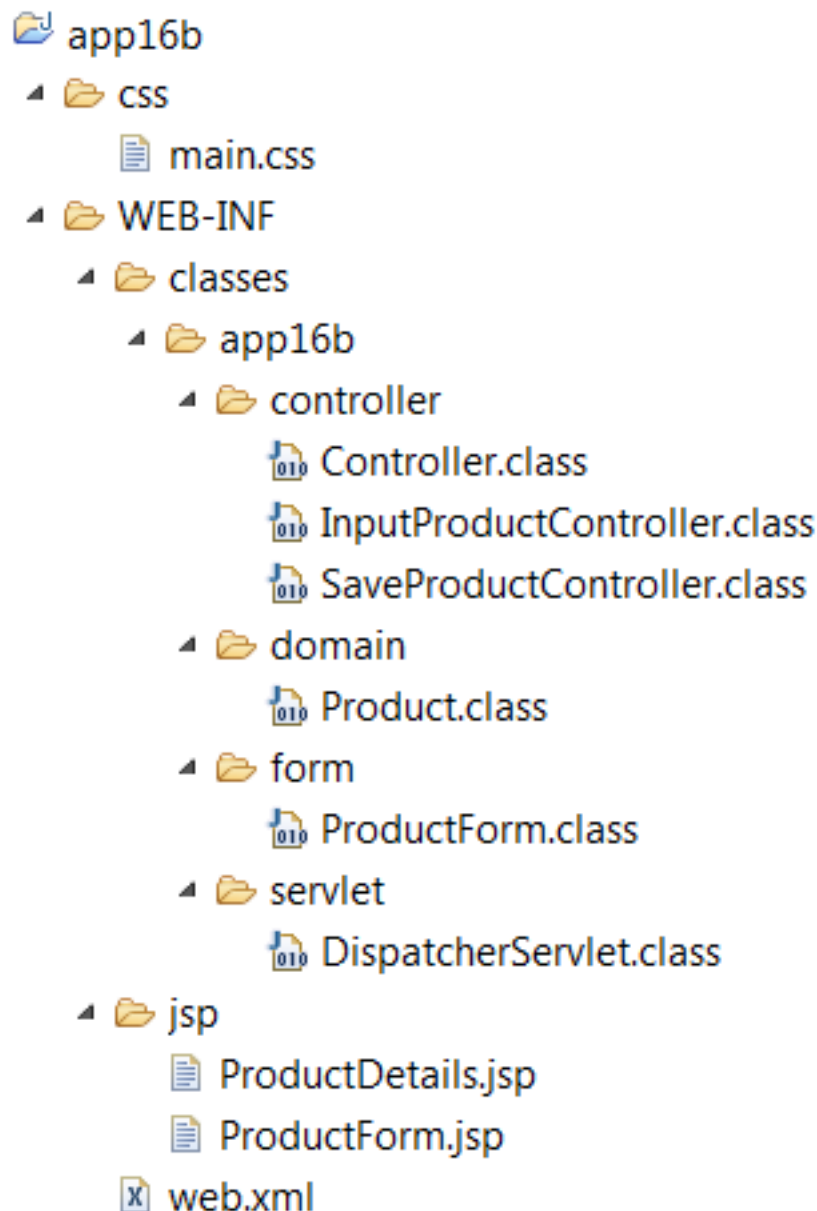 app16b
css
main.css
WEB-INF
classes
app16b
controller
Controller.class
InputProductController.class
SaveProductController.class
domain
Product.class
form
ProductForm.class
servlet
DispatcherServlet.class
jsp
ProductDetails.jsp
ProductForm.jsp
web.xml